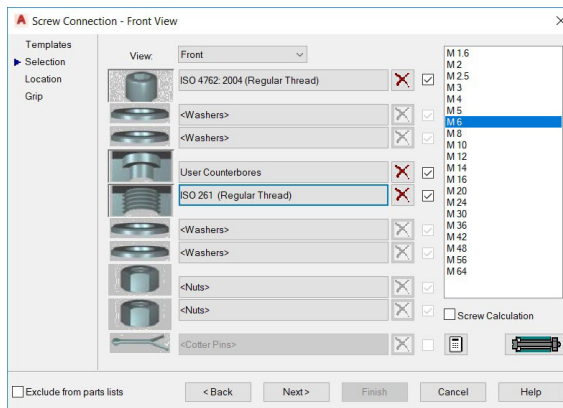 A Screw Connection - Front View
Templates
Selection
Location
Grip
View:
Front
ISO 4762: 2004 (Regular Thread)
<Washers>
<Washers>
User Counterbores
ISO 261 (Regular Thread)
<Washers>
<Washers>
<Nuts>
<Nuts>
<Cotter Pins>
M 1.6
M 2
M 2.5
M 3
M 4
M 5
M 6
M 8
M 10
M 12
M 14
M 16
M 20
M 24
M 30
M 36
M 42
M 48
M 56
M 64
Screw Calculation
Exclude from parts lists
< Back
Next >
Finish
Cancel
Help